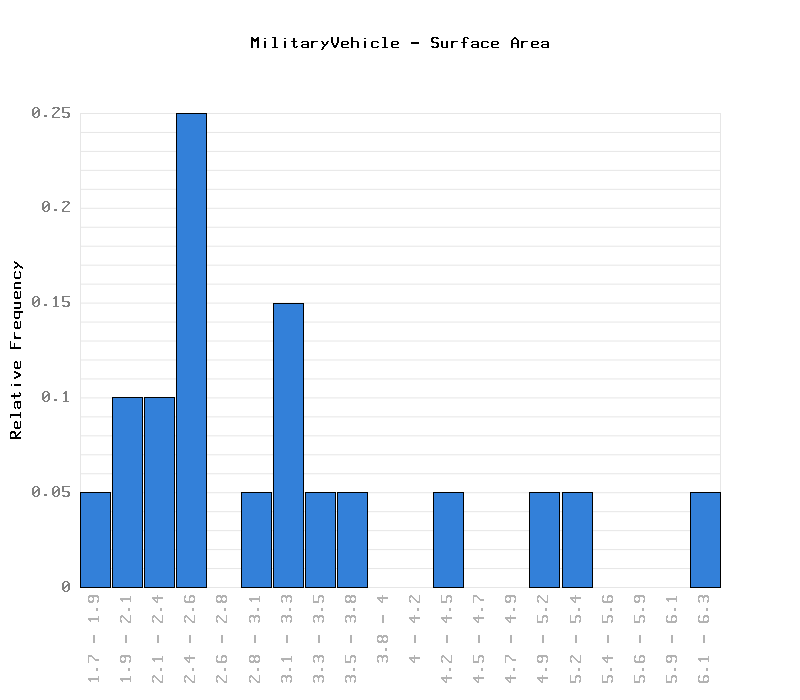 MilitaryVehicle - Surface Area
Relative Frequency
0.25
0.2
0.15
0.1
0.05
0
1.7 - 1.9
1.9 - 2.1
2.1 - 2.4
2.4 - 2.6
2.6 - 2.8
2.8 - 3.1
3.1 - 3.3
3.3 - 3.5
3.5 - 3.8
3.8 - 4
4 - 4.2
4.2 - 4.5
4.5 - 4.7
4.7 - 4.9
4.9 - 5.2
5.2 - 5.4
5.4 - 5.6
5.6 - 5.9
5.9 - 6.1
6.1 - 6.3